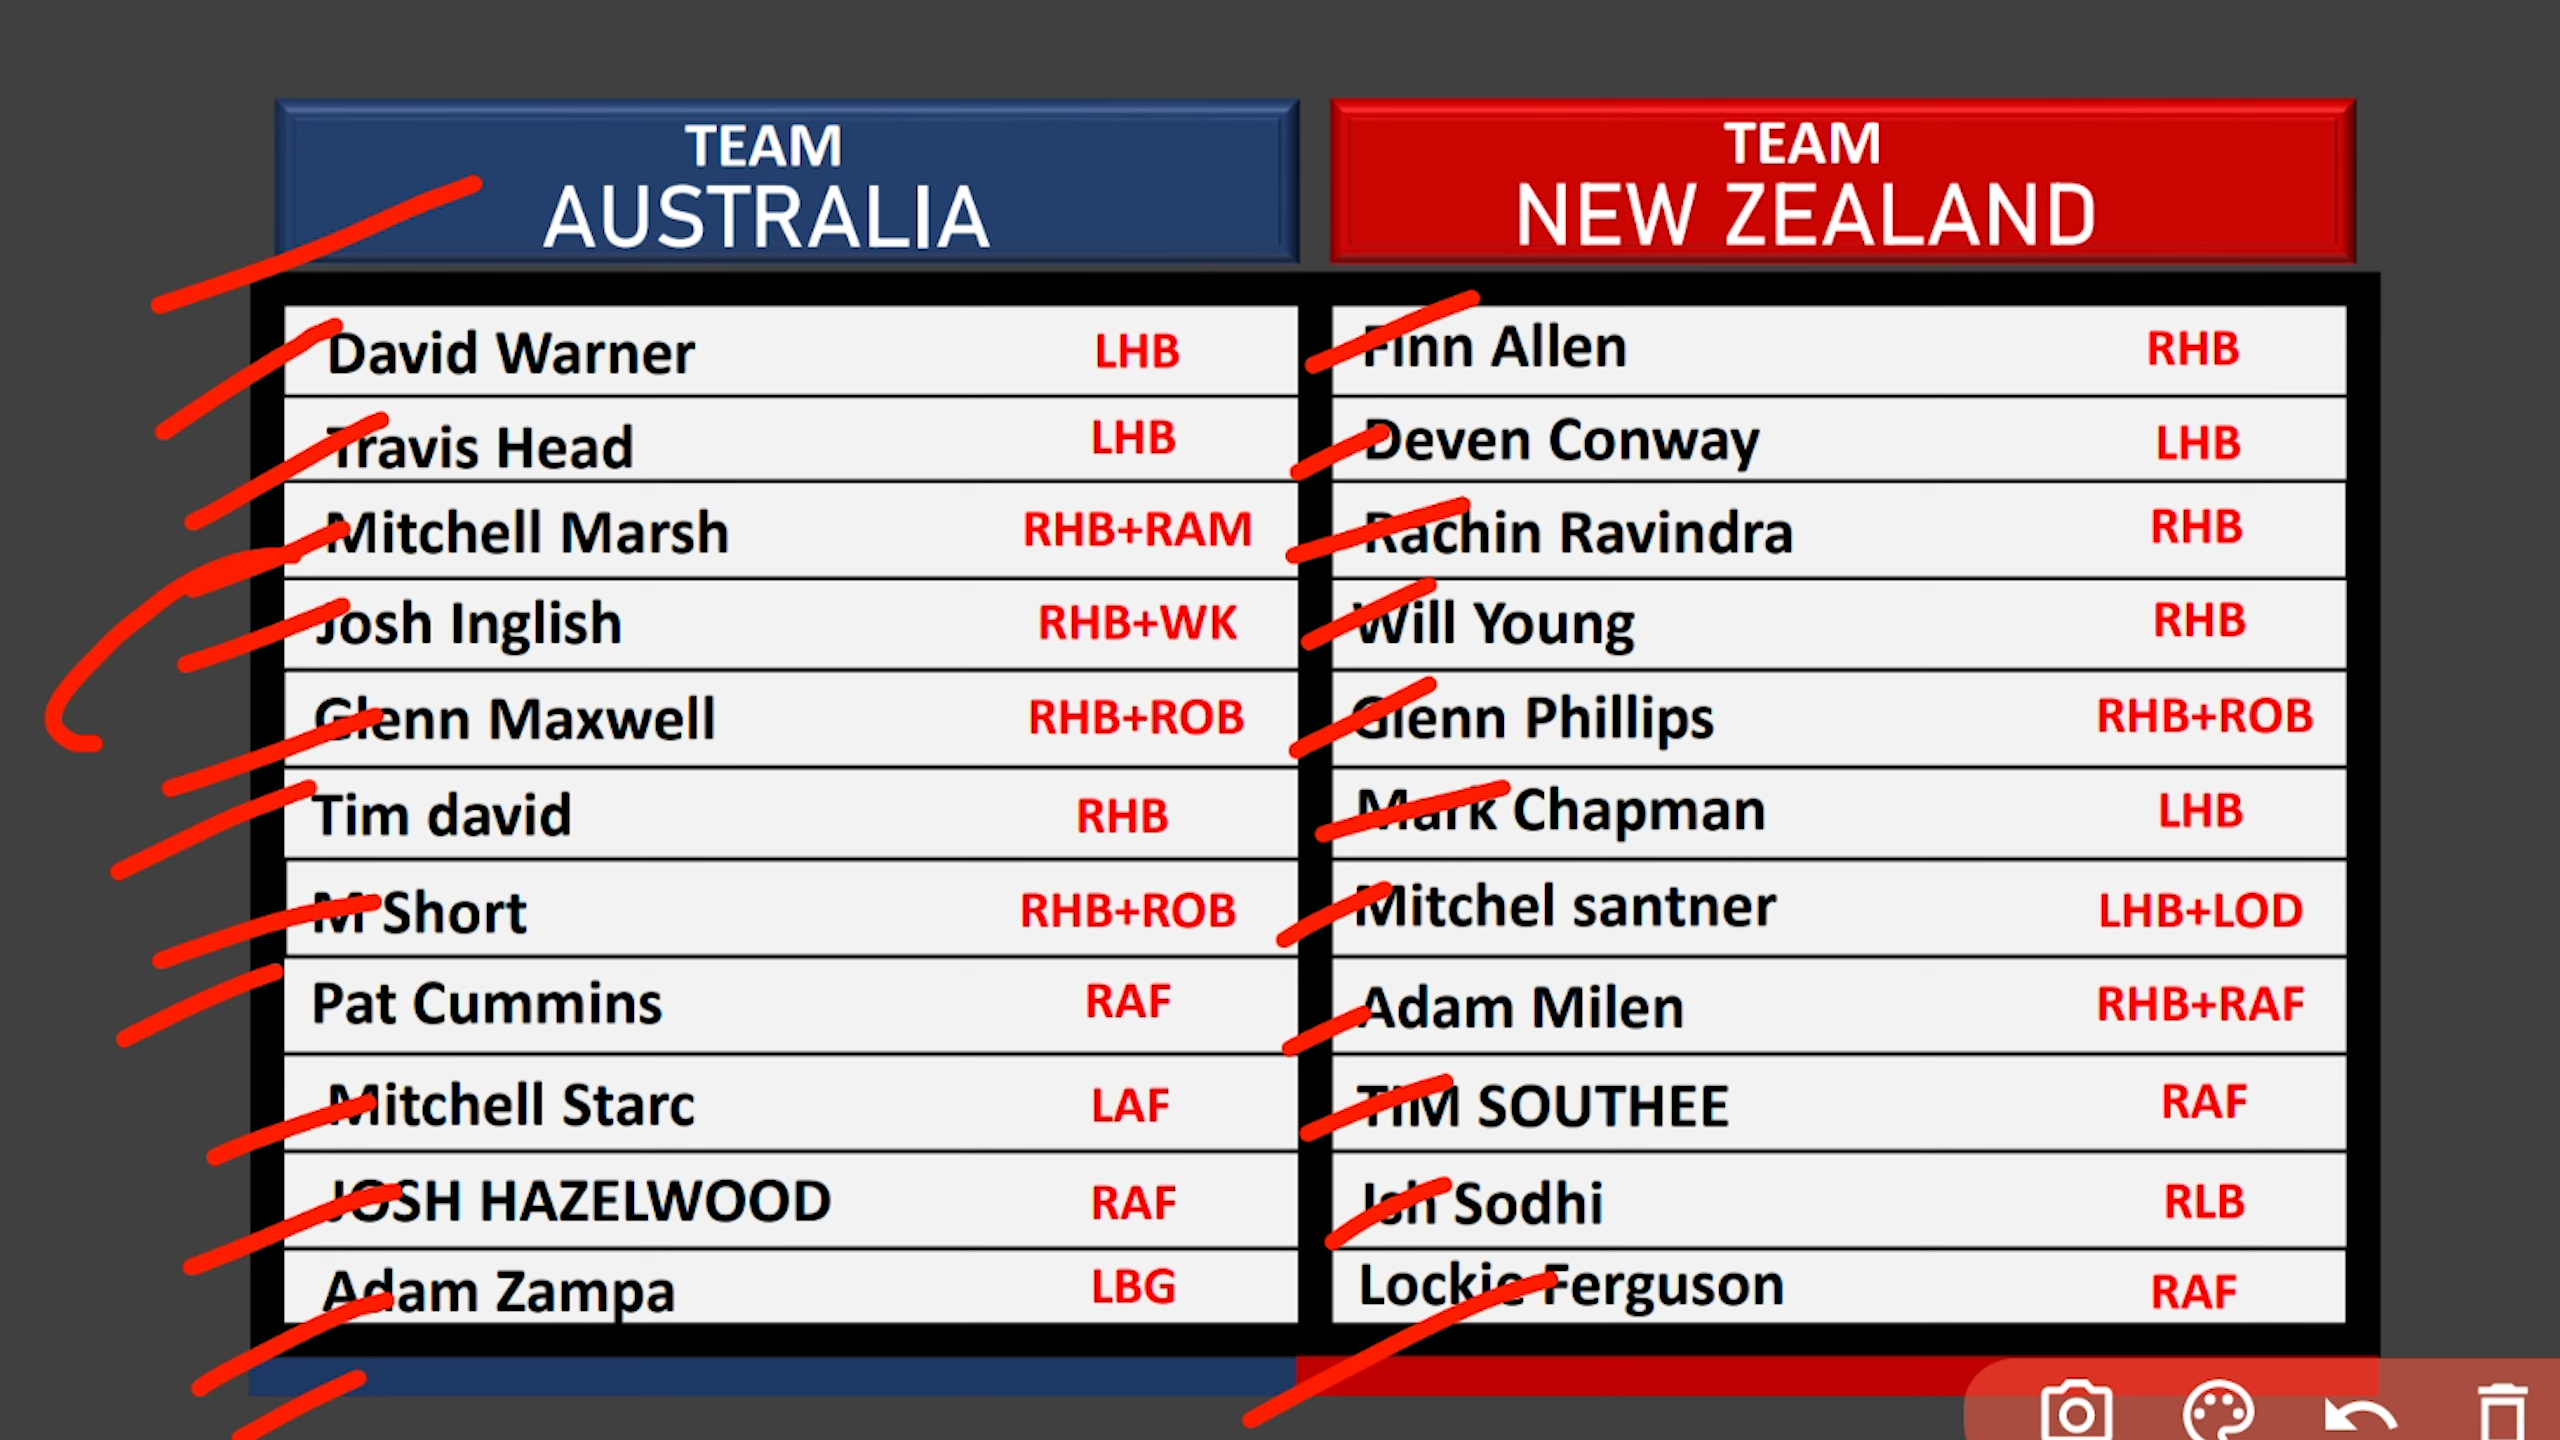 TEAM
AUSTRALIA
TEAM
NEW ZEALAND
David Warner LHB
Travis Head LHB
Mitchell Marsh RHB+RAM
Josh Inglish RHB+WK
Glenn Maxwell RHB+ROB
Tim david RHB
M Short RHB+ROB
Pat Cummins RAF
Mitchell Starc LAF
JOSH HAZELWOOD RAF
Adam Zampa LBG
Finn Allen RHB
Deven Conway LHB
Rachin Ravindra RHB
Will Young RHB
Glenn Phillips RHB+ROB
Mark Chapman LHB
Mitchel santner LHB+LOD
Adam Milen RHB+RAF
TIM SOUTHEE RAF
Ish Sodhi RLB
Lockie Ferguson RAF